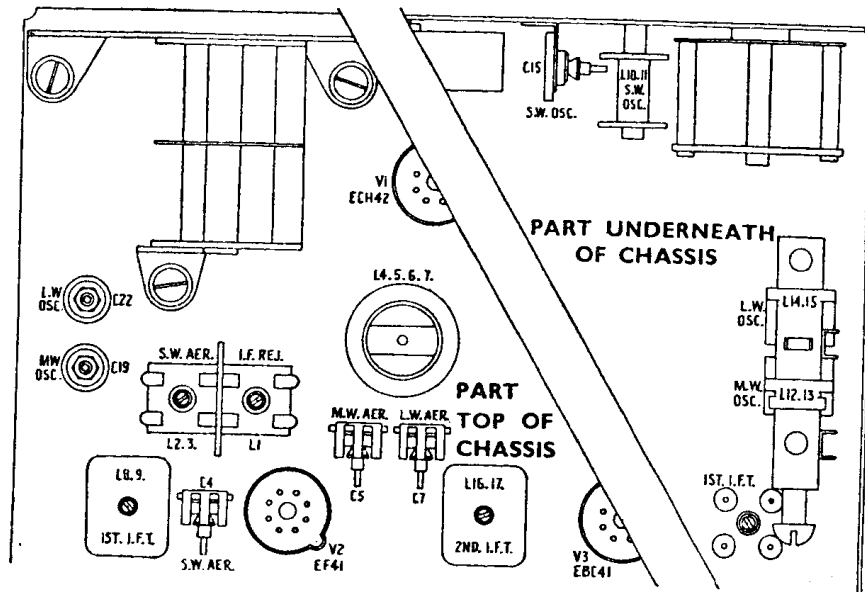 C15
S.W. OSC.
L10.11
S.W.
OSC.
V1
ECH42
PART UNDERNEATH
OF CHASSIS
L4.5.6.7.
L.W.
OSC.
C22
L.W.
OSC.
L14.15
MW
OSC.
C19
S.W. AER.
I.F. REJ.
M.W.
OSC.
L12.13
PART
TOP OF
CHASSIS
M.W. AER.
L.W. AER.
L2.3.
L1
L8.9.
1ST. I.F.T.
C4
S.W. AER.
C5
C7
L16.17.
2ND. I.F.T.
1ST. I.F.T.
V2
EF41
V3
EBC41